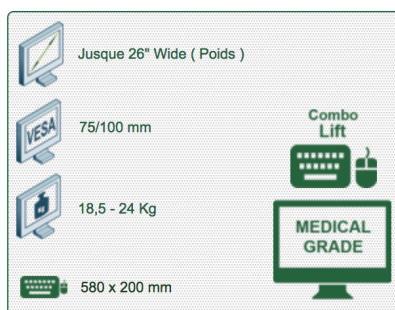 Jusque 26" Wide ( Poids )
VESA
75/100 mm
Combo
Lift
KG
18,5 - 24 Kg
MEDICAL
GRADE
580 x 200 mm